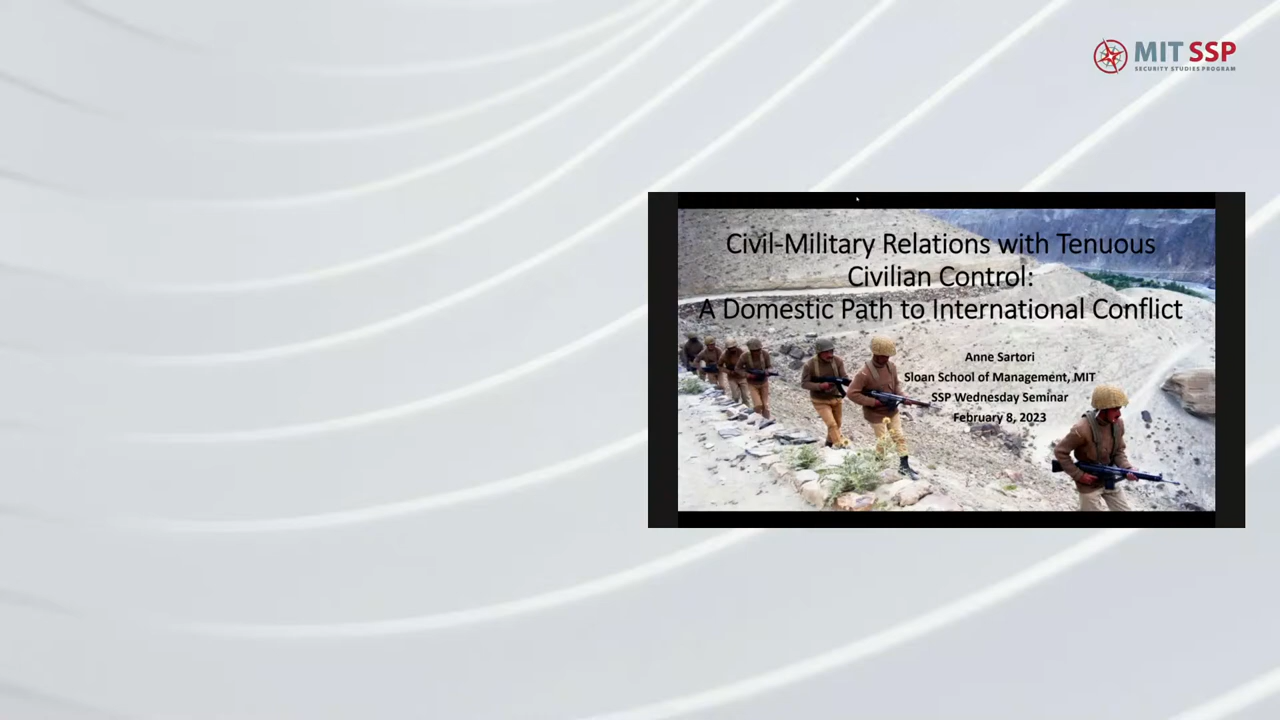 MIT SSP
SECURITY STUDIES PROGRAM
Civil-Military Relations with Tenuous
Civilian Control:
A Domestic Path to International Conflict
Anne Sartori
Sloan School of Management, MIT
SSP Wednesday Seminar
February 8, 2023